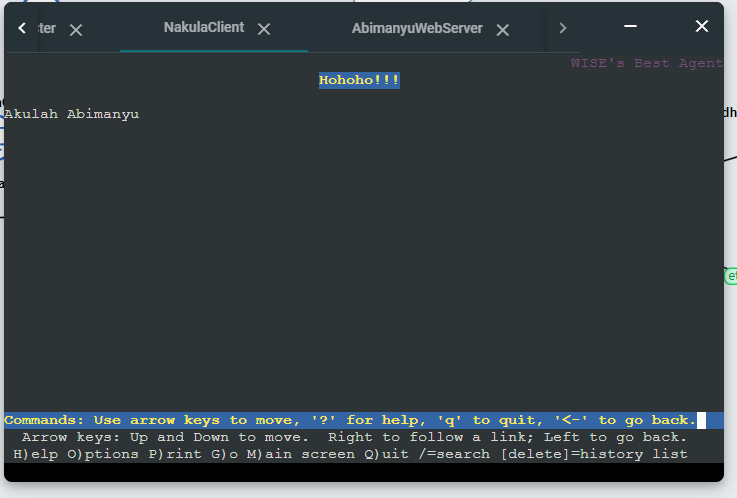 ter NakulaClient AbimanyuWebServer
WISE's Best Agent
Hohoho!!!
Akulah Abimanyu
dh
Commands: Use arrow keys to move, '?' for help, 'q' to quit, '<-' to go back.
Arrow keys: Up and Down to move.  Right to follow a link; Left to go back.
H)elp O)ptions P)rint G)o M)ain screen Q)uit /=search [delete]=history list